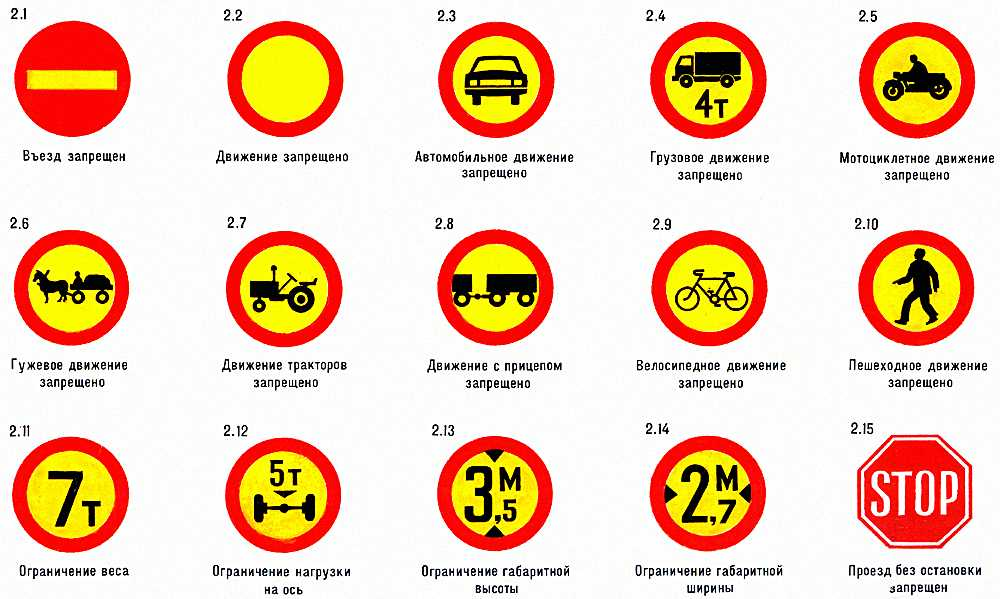 2.1
2.2
2.3
2.4
2.5
4т
Въезд запрещен
Движение запрещено
Автомобильное движение
запрещено
Грузовое движение
запрещено
Мотоциклетное движение
запрещено
2.6
2.7
2.8
2.9
2.10
Гужевое движение
запрещено
Движение тракторов
запрещено
Движение с прицепом
запрещено
Велосипедное движение
запрещено
Пешеходное движение
запрещено
2.11
2.12
2.13
2.14
2.15
7т
5т
3,5 М
2,7 М
STOP
Ограничение веса
Ограничение нагрузки
на ось
Ограничение габаритной
высоты
Ограничение габаритной
ширины
Проезд без остановки
запрещен